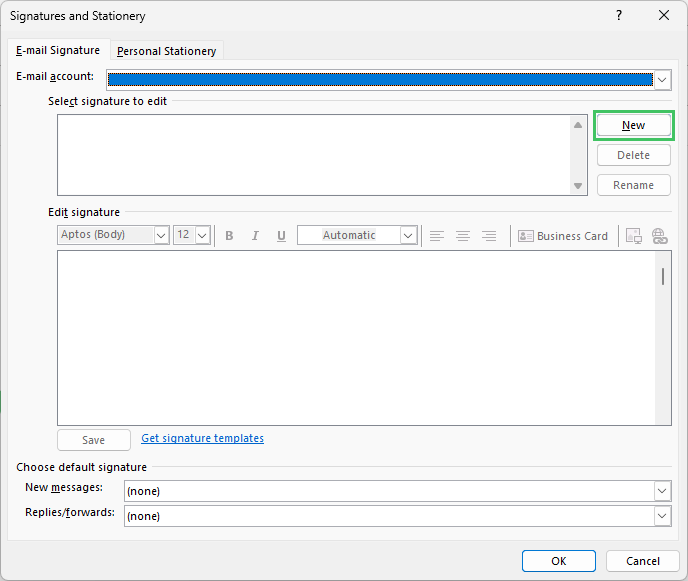 Signatures and Stationery ?
E-mail Signature Personal Stationery
E-mail account:
Select signature to edit
New
Delete
Rename
Edit signature
Aptos (Body) 12 B I U Automatic Business Card
Save Get signature templates
Choose default signature
New messages: (none)
Replies/forwards: (none)
OK Cancel